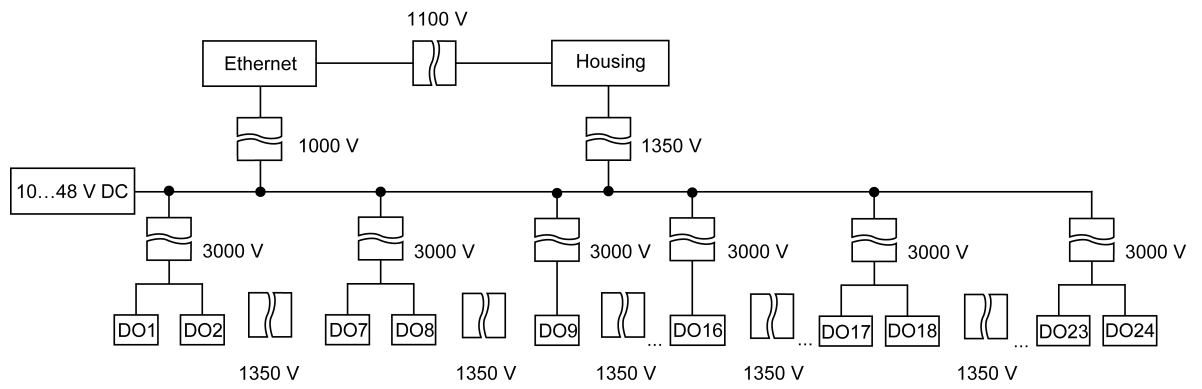 1100 V
Ethernet
Housing
1000 V
1350 V
10...48 V DC
3000 V
3000 V
3000 V
3000 V
3000 V
3000 V
DO1
DO2
DO7
DO8
DO9
...
DO16
...
DO17
DO18
...
DO23
DO24
1350 V
1350 V
1350 V
1350 V
1350 V